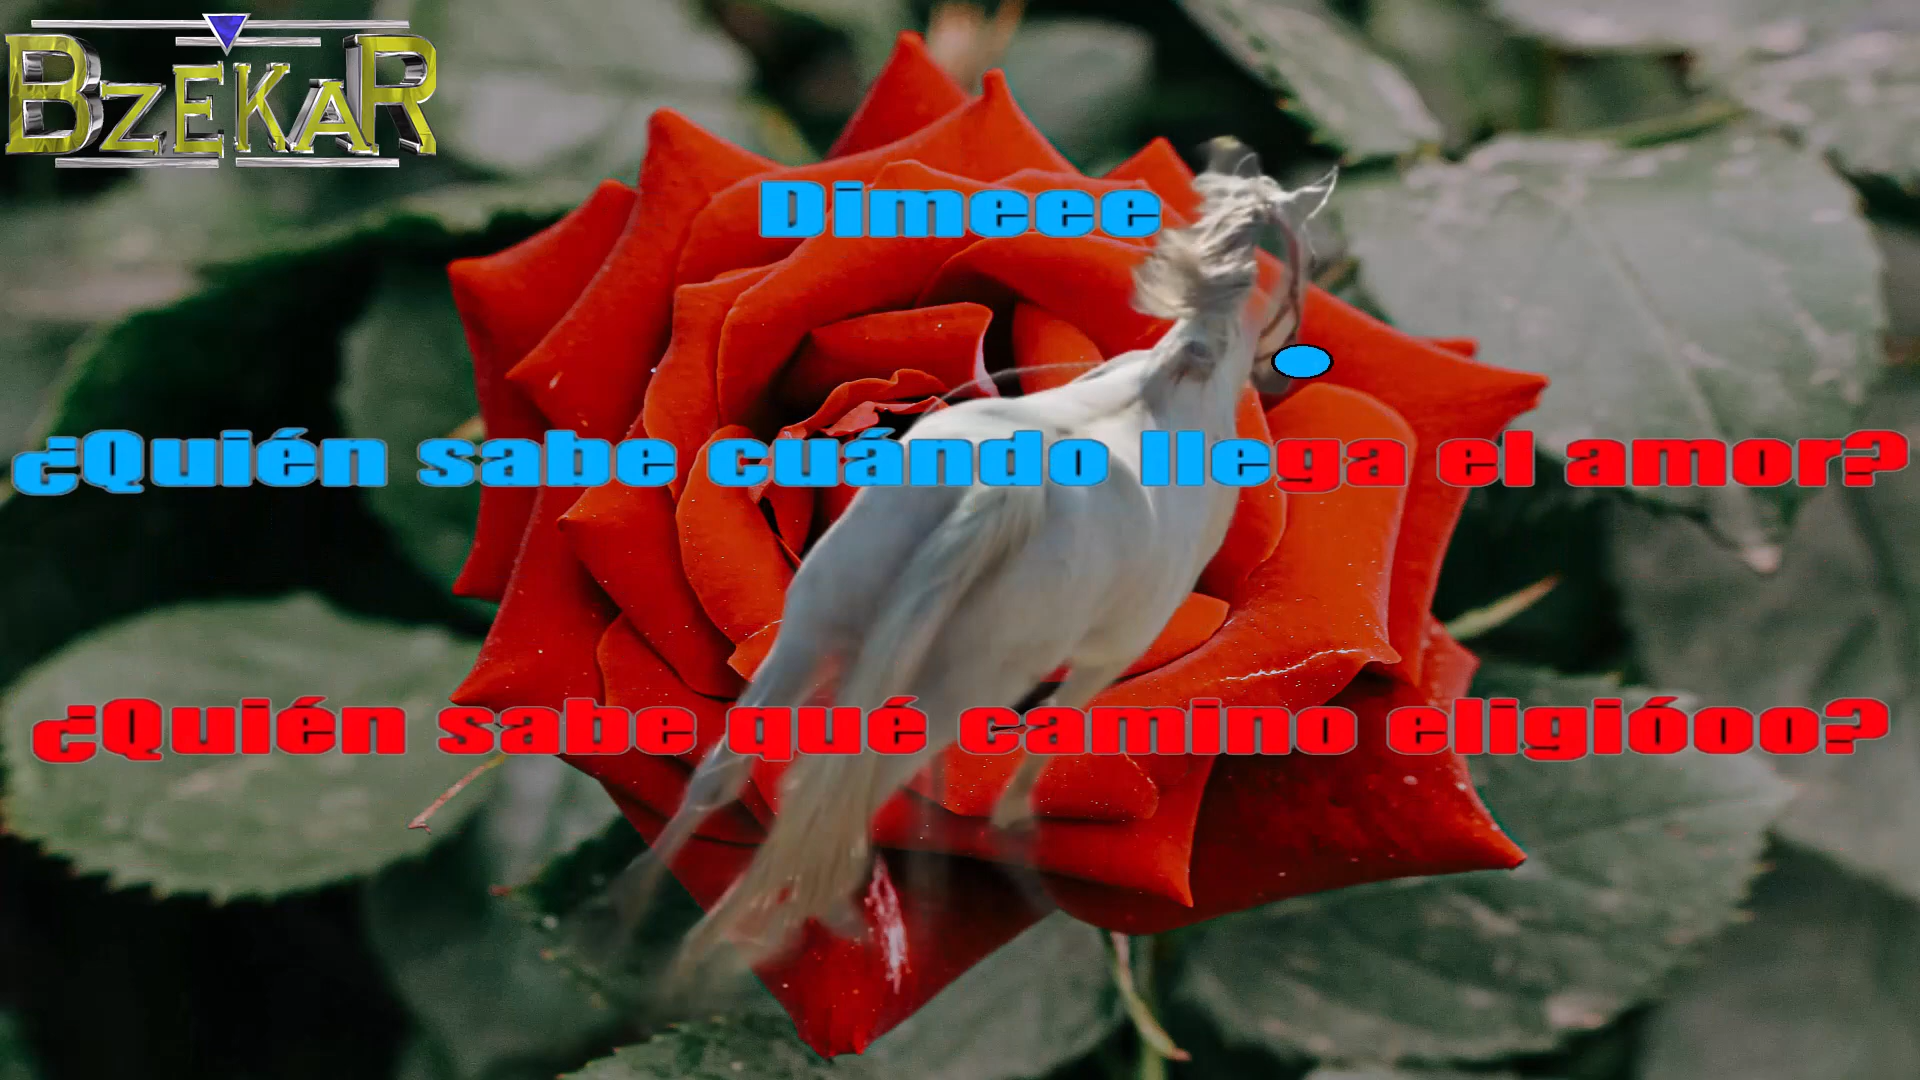 BZEKAR
Dimeee
¿Quién sabe cuándo llega el amor?
¿Quién sabe qué camino eligióoo?